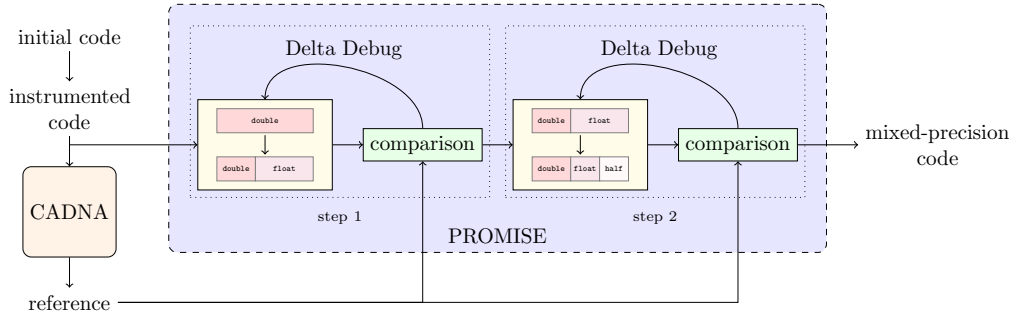 initial code
instrumented
code
CADNA
reference
Delta Debug
double
double float
comparison
step 1
Delta Debug
double float
double float half
comparison
step 2
PROMISE
mixed-precision
code